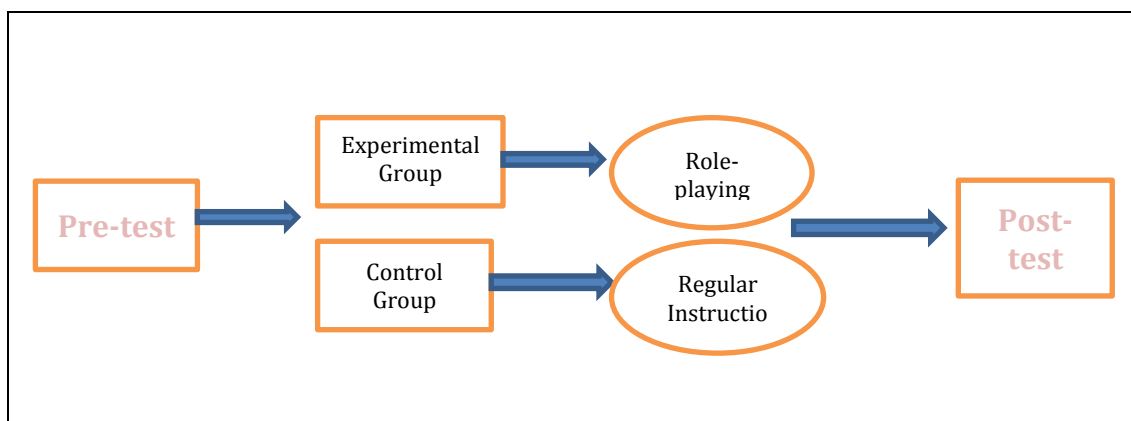 Pre-test
Experimental
Group
Role-
playing
Control
Group
Regular
Instructio
Post-
test